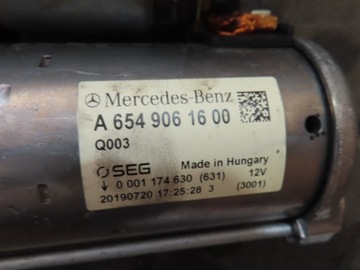 Mercedes-Benz
A 654 906 16 00
Q003
SEG Made in Hungary
↓ 0 001 174 630 (631) 12V
20190720 17:25:28 3 (3001)